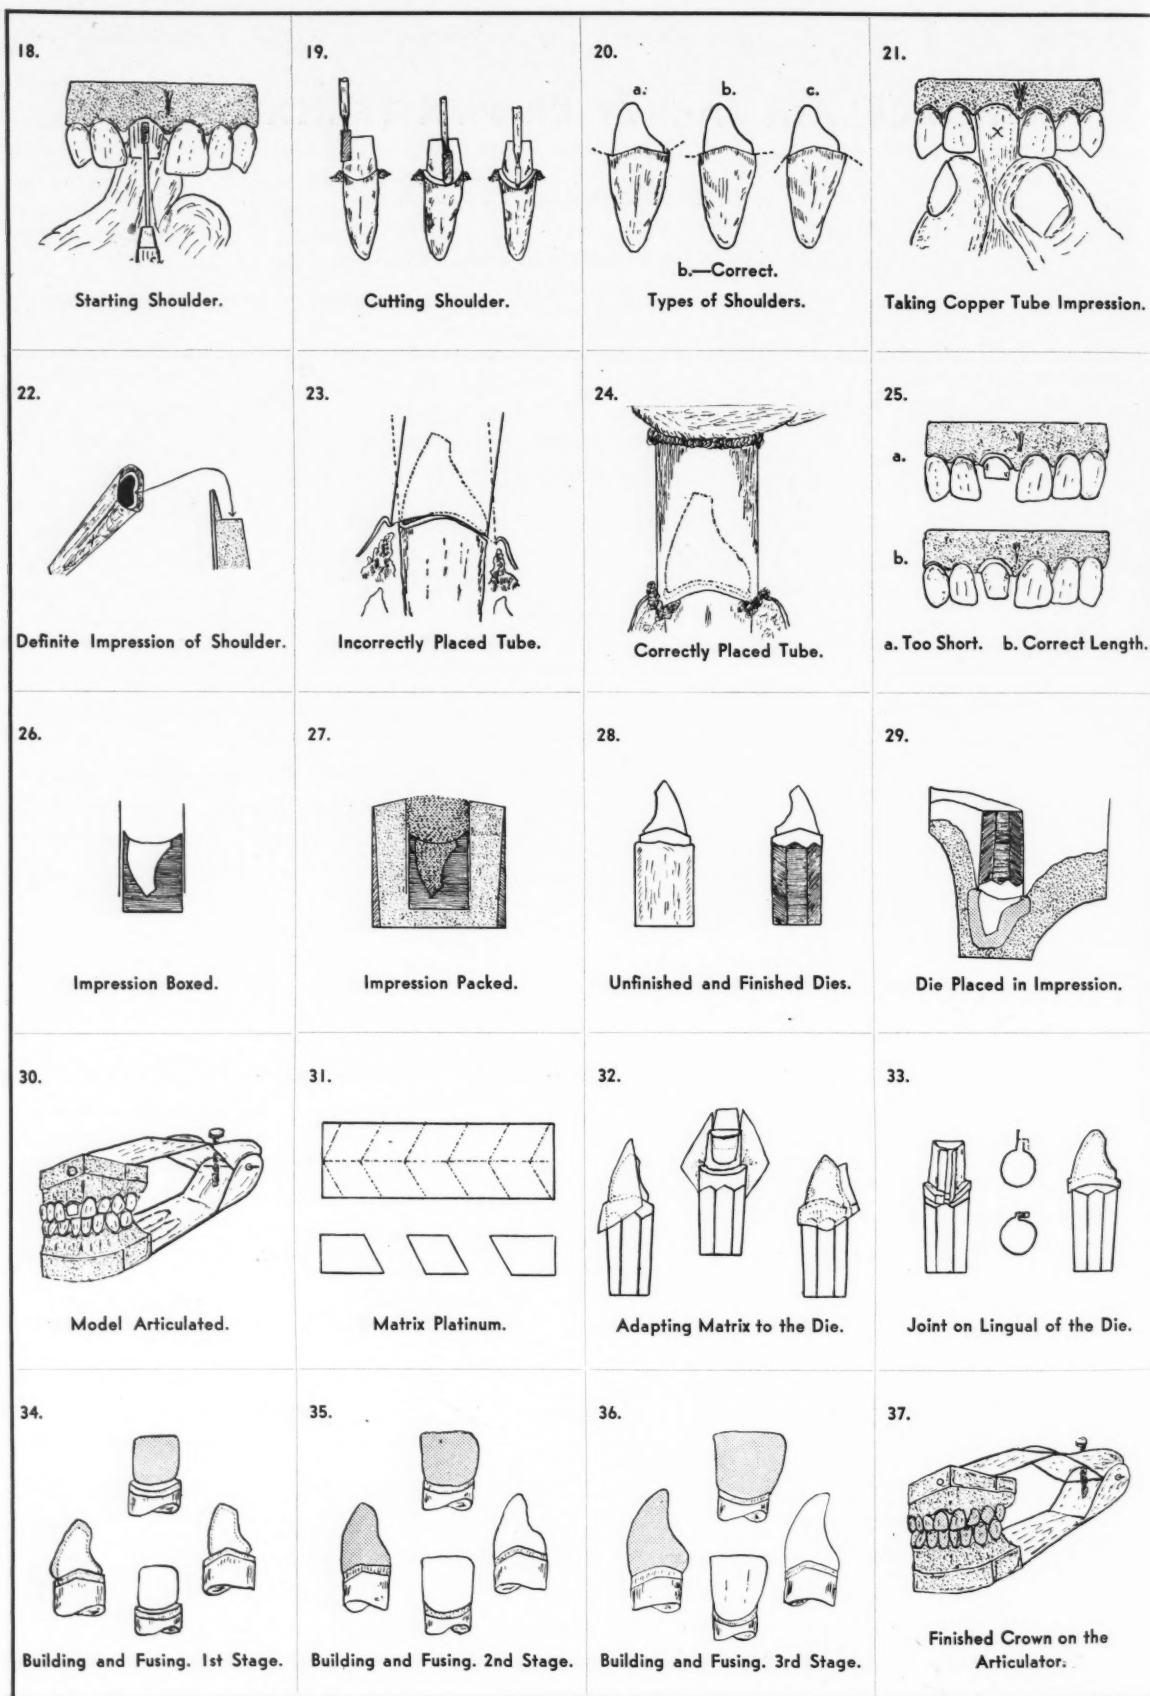 18.
Starting Shoulder.
19.
Cutting Shoulder.
20.
a.
b.
c.
b.—Correct.
Types of Shoulders.
21.
x
Taking Copper Tube Impression.
22.
Definite Impression of Shoulder.
23.
Incorrectly Placed Tube.
24.
Correctly Placed Tube.
25.
a.
b.
a. Too Short. b. Correct Length.
26.
Impression Boxed.
27.
Impression Packed.
28.
Unfinished and Finished Dies.
29.
Die Placed in Impression.
30.
Model Articulated.
31.
Matrix Platinum.
32.
Adapting Matrix to the Die.
33.
Joint on Lingual of the Die.
34.
Building and Fusing. 1st Stage.
35.
Building and Fusing. 2nd Stage.
36.
Building and Fusing. 3rd Stage.
37.
Finished Crown on the
Articulator.